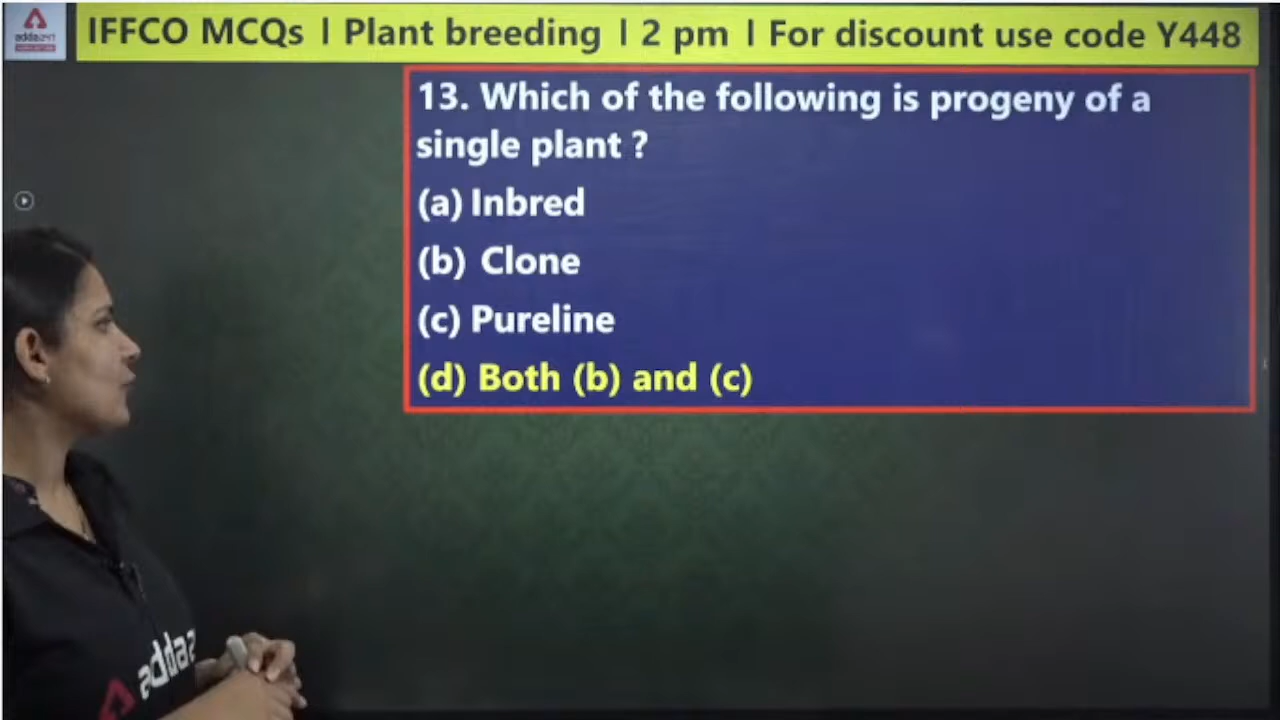 adda247
IFFCO MCQs I Plant breeding I 2 pm I For discount use code Y448
13. Which of the following is progeny of a
single plant ?
(a) Inbred
(b) Clone
(c) Pureline
(d) Both (b) and (c)